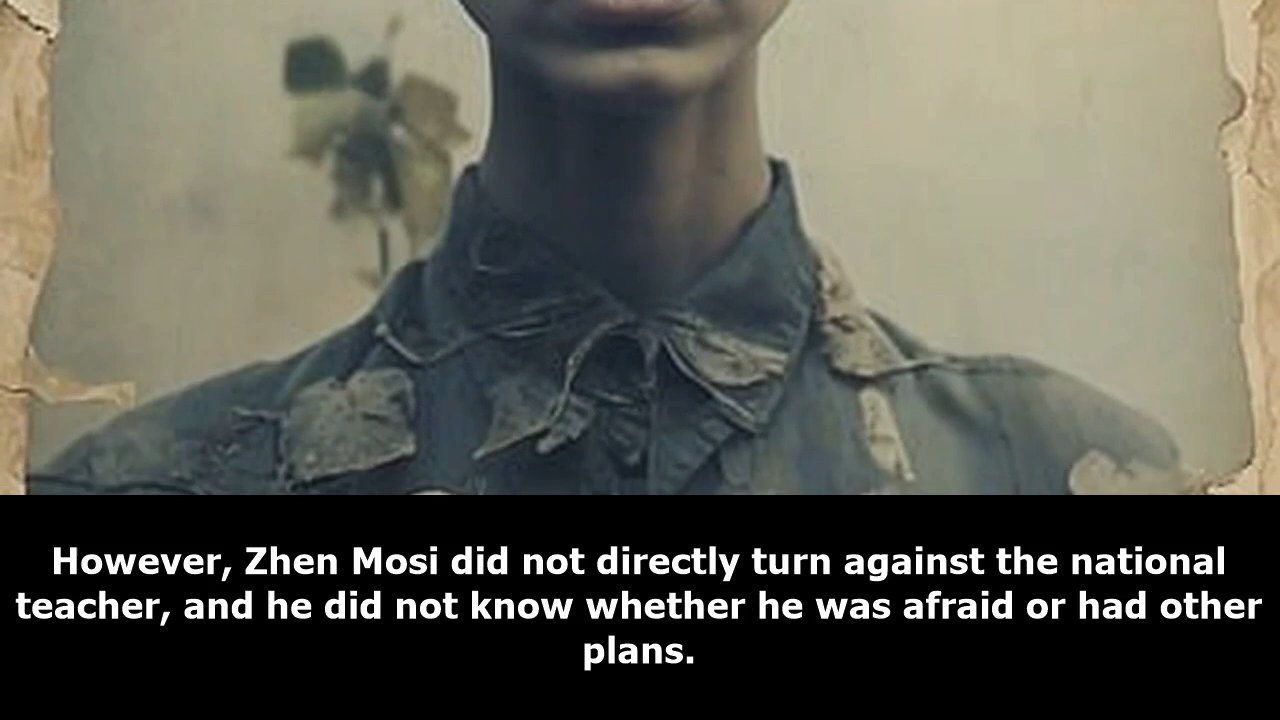 However, Zhen Mosi did not directly turn against the national
teacher, and he did not know whether he was afraid or had other
plans.